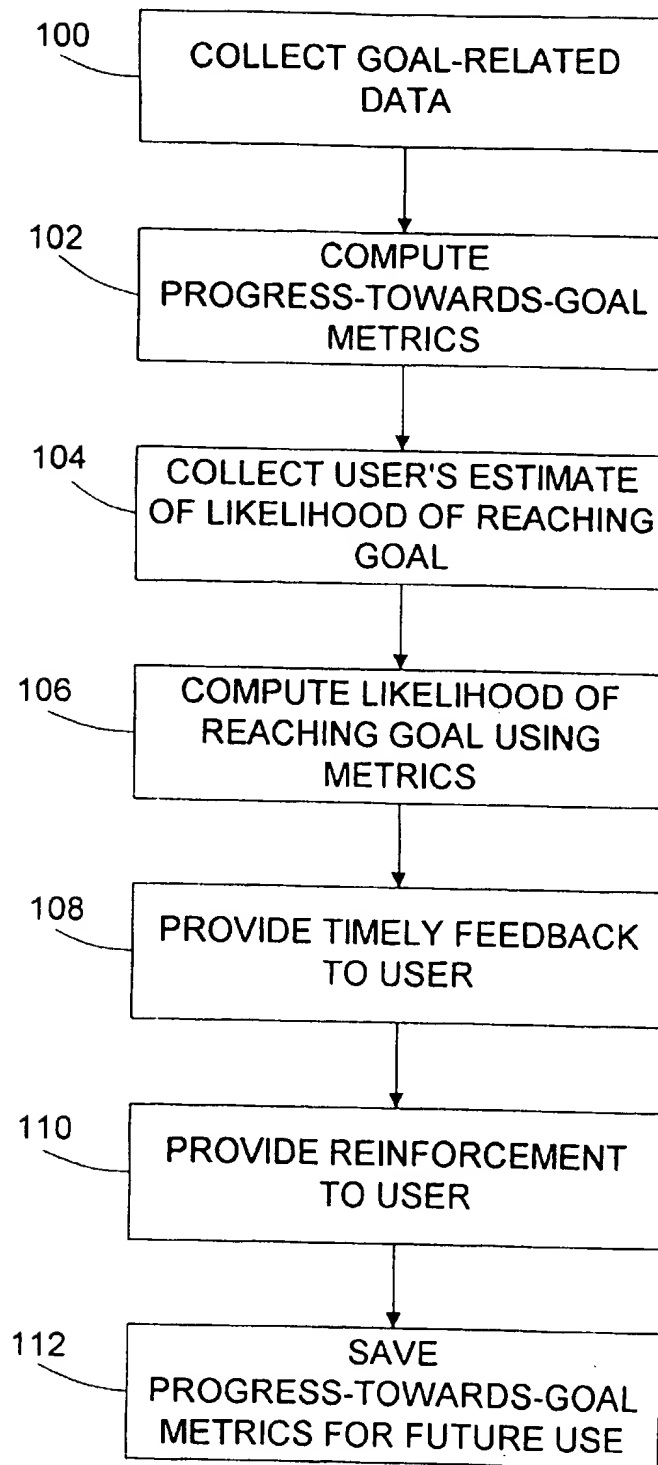 100
COLLECT GOAL-RELATED
DATA
102
COMPUTE
PROGRESS-TOWARDS-GOAL
METRICS
104
COLLECT USER'S ESTIMATE
OF LIKELIHOOD OF REACHING
GOAL
106
COMPUTE LIKELIHOOD OF
REACHING GOAL USING
METRICS
108
PROVIDE TIMELY FEEDBACK
TO USER
110
PROVIDE REINFORCEMENT
TO USER
112
SAVE
PROGRESS-TOWARDS-GOAL
METRICS FOR FUTURE USE